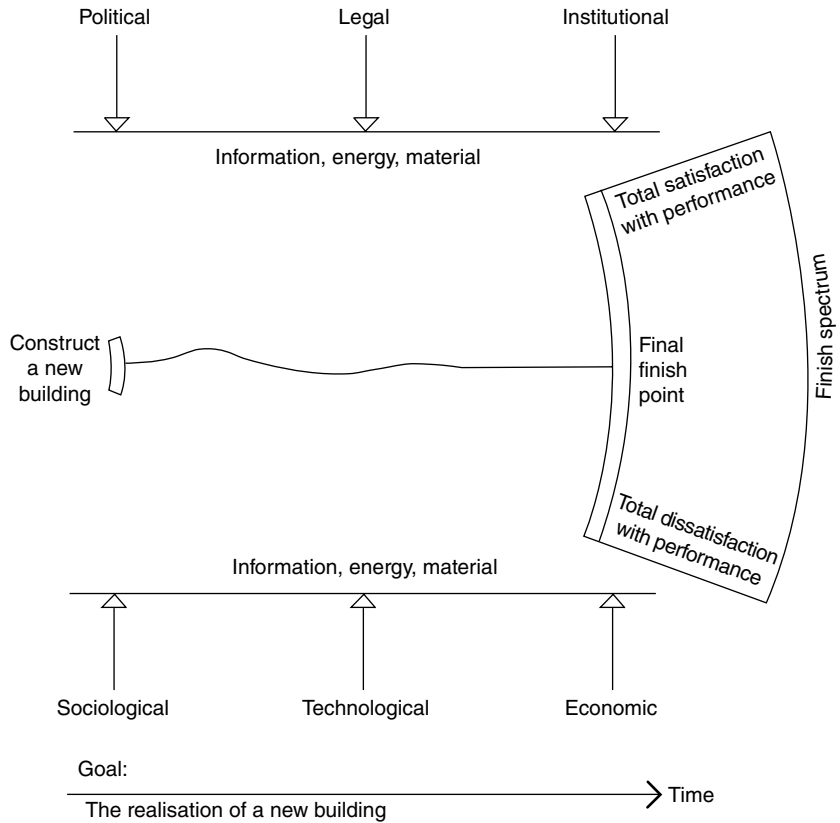 Political
Legal
Institutional
Information, energy, material
Total satisfaction
with performance
Finish spectrum
Construct
a new
building
Final
finish
point
Total dissatisfaction
with performance
Information, energy, material
Sociological
Technological
Economic
Goal:
Time
The realisation of a new building